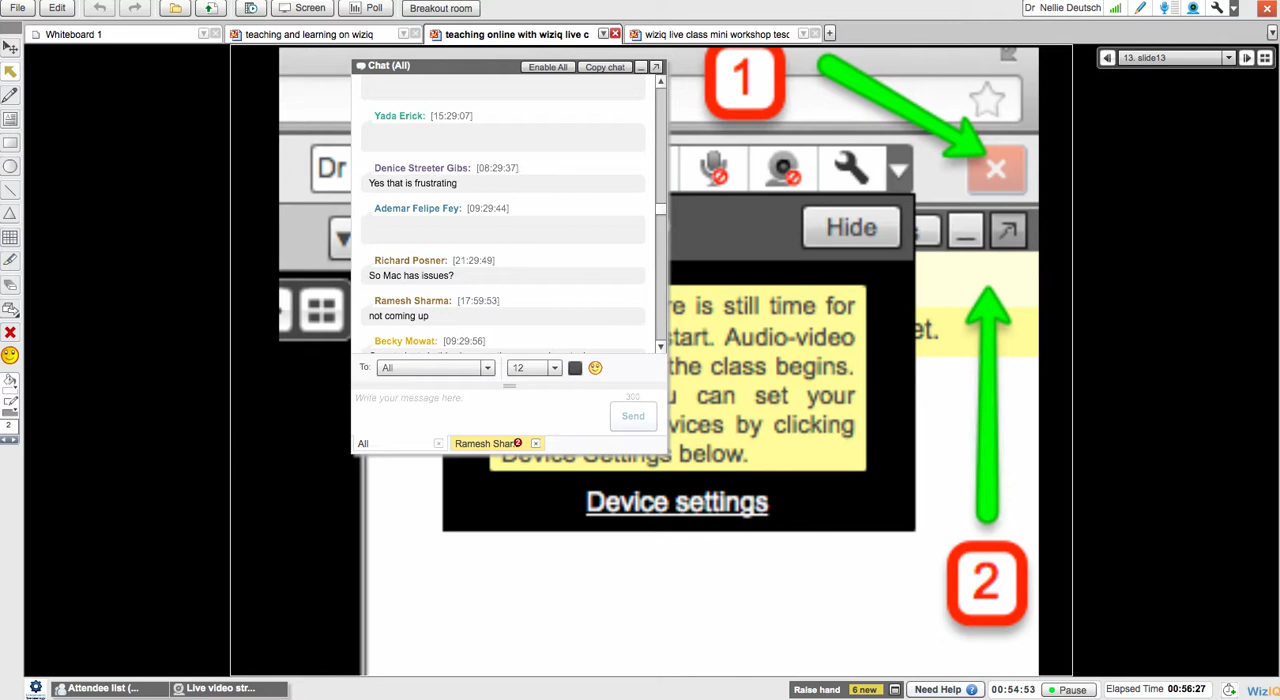 File Edit Screen Poll Breakout room Dr Nellie Deutsch
Whiteboard 1 teaching and learning on wiziq teaching online with wiziq live c wiziq live class mini workshop tesc
13. slide13
Chat (All) Enable All Copy chat
Yada Erick: [15:29:07]
Denice Streeter Gibs: [08:29:37]
Yes that is frustrating
Ademar Felipe Fey: [09:29:44]
Richard Posner: [21:29:49]
So Mac has issues?
Ramesh Sharma: [17:59:53]
not coming up
Becky Mowat: [09:29:56]
To: All 12
Write your message here.
300
Send
All Ramesh Shar 2
1
Dr
Hide
re is still time for
start. Audio-video
the class begins.
u can set your
vices by clicking
Device Settings below.
Device settings
et.
2
2
Attendee list (... Live video str... Raise hand 6 new Need Help ? 00:54:53 Pause Elapsed Time 00:56:27 WizIQ